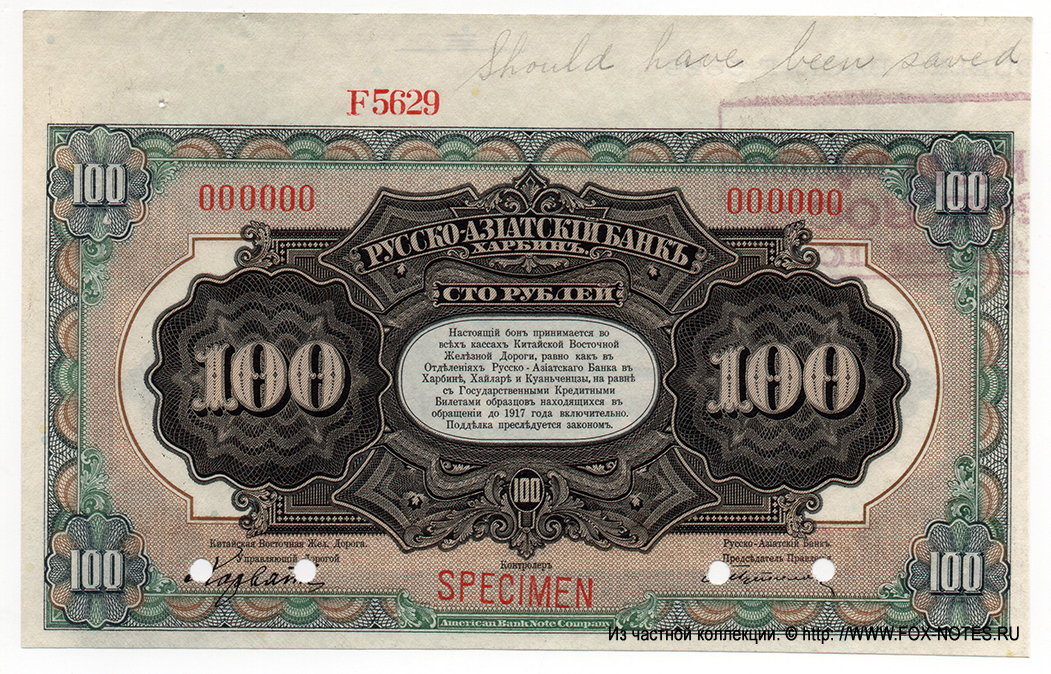 Should have been saved
F5629
100
100
000000
000000
РУССКО-АЗІАТСКІЙ БАНКЪ
ХАРБИНЪ.
СТО РУБЛЕЙ
100
100
Настоящій бонъ принимается во
всѣхъ кассахъ Китайской Восточной
Желѣзной Дороги, равно какъ въ
Отдѣленіяхъ Русско-Азіатскаго Банка въ
Харбинѣ, Хайларѣ и Куаньченцзы, на равнѣ
съ Государственными Кредитными
Билетами образцовъ находящихся въ
обращеніи до 1917 года включительно.
Поддѣлка преслѣдуется закономъ.
100
Китайская Восточная Жел. Дорога.
Управляющій Дорогой
Русско-Азіатскій Банкъ.
Предсѣдатель Правленія
Контролеръ
100
100
SPECIMEN
American Bank Note Company
Из частной коллекции. © http: //WWW.FOX-NOTES.RU